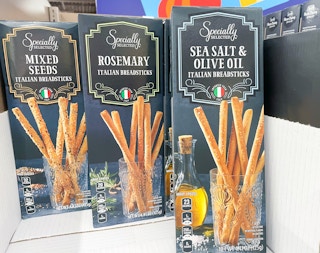 Specially
SELECTED
MIXED
SEEDS
ITALIAN BREADSTICKS
Specially
SELECTED
ROSEMARY
ITALIAN BREADSTICKS
Specially
SELECTED
SEA SALT &
OLIVE OIL
ITALIAN BREADSTICKS